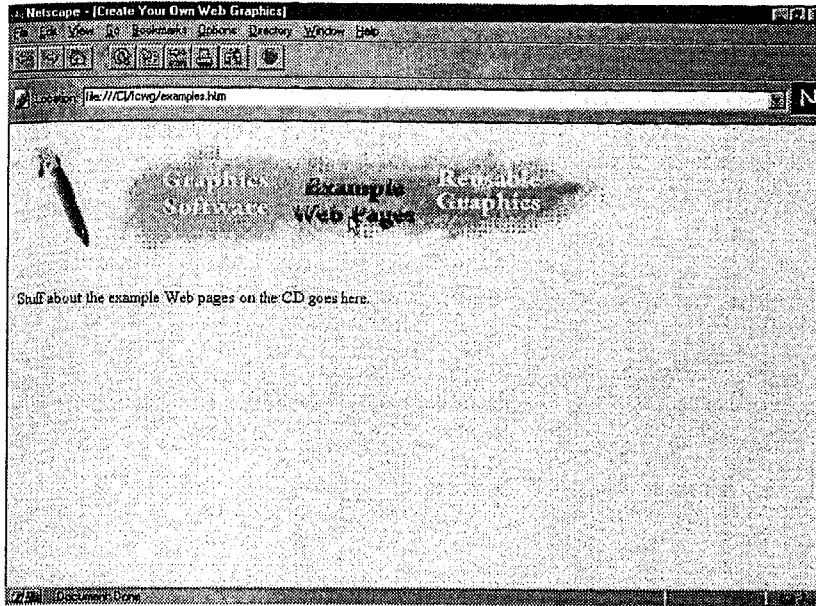 Netscape - [Create Your Own Web Graphics]
File Edit View Go Bookmarks Options Directory Window Help
Location: file:///C|/icwg/examples.htm
N
Graphics Software
Example Web Pages
Reusable Graphics
Stuff about the example Web pages on the CD goes here.
Document: Done